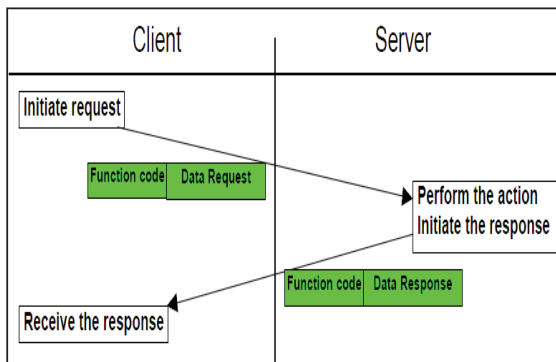 Client
Server
Initiate request
Function code
Data Request
Perform the action
Initiate the response
Function code
Data Response
Receive the response